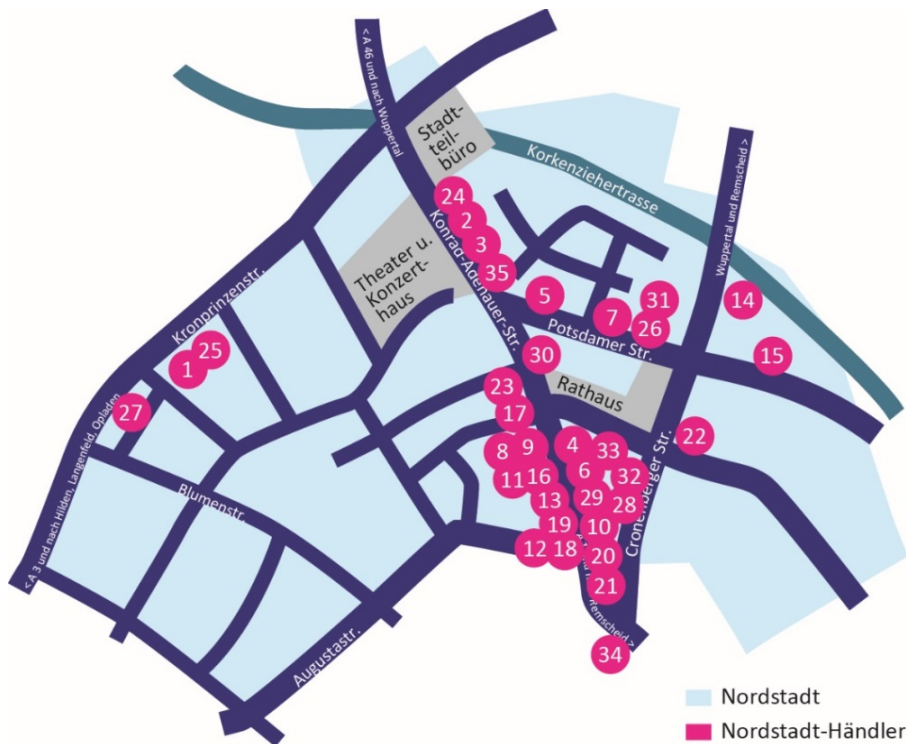 < A 46 und nach Wuppertal
Stadt-
teil-
büro
Korkenziehertrasse
Wuppertal und Remscheid >
24
2
3
35
Konrad-Adenauer-Str.
Theater u.
Konzert-
haus
Kronprinzenstr.
5
7
31
26
14
Potsdamer Str.
15
30
Rathaus
25
1
27
23
17
22
8
9
4
33
11
16
6
32
13
29
28
19
10
12
18
20
21
34
Cronenberger Str.
Blumenstr.
< A 3 und nach Hilden, Langenfeld, Opladen
Augustastr.
Remscheid >
Nordstadt
Nordstadt-Händler